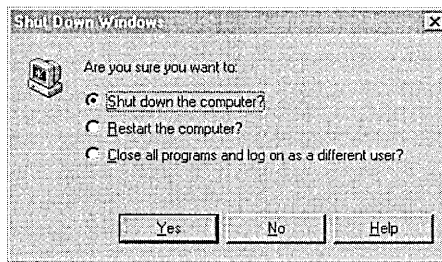 Shut Down Windows
Are you sure you want to:
Shut down the computer?
Restart the computer?
Close all programs and log on as a different user?
Yes
No
Help